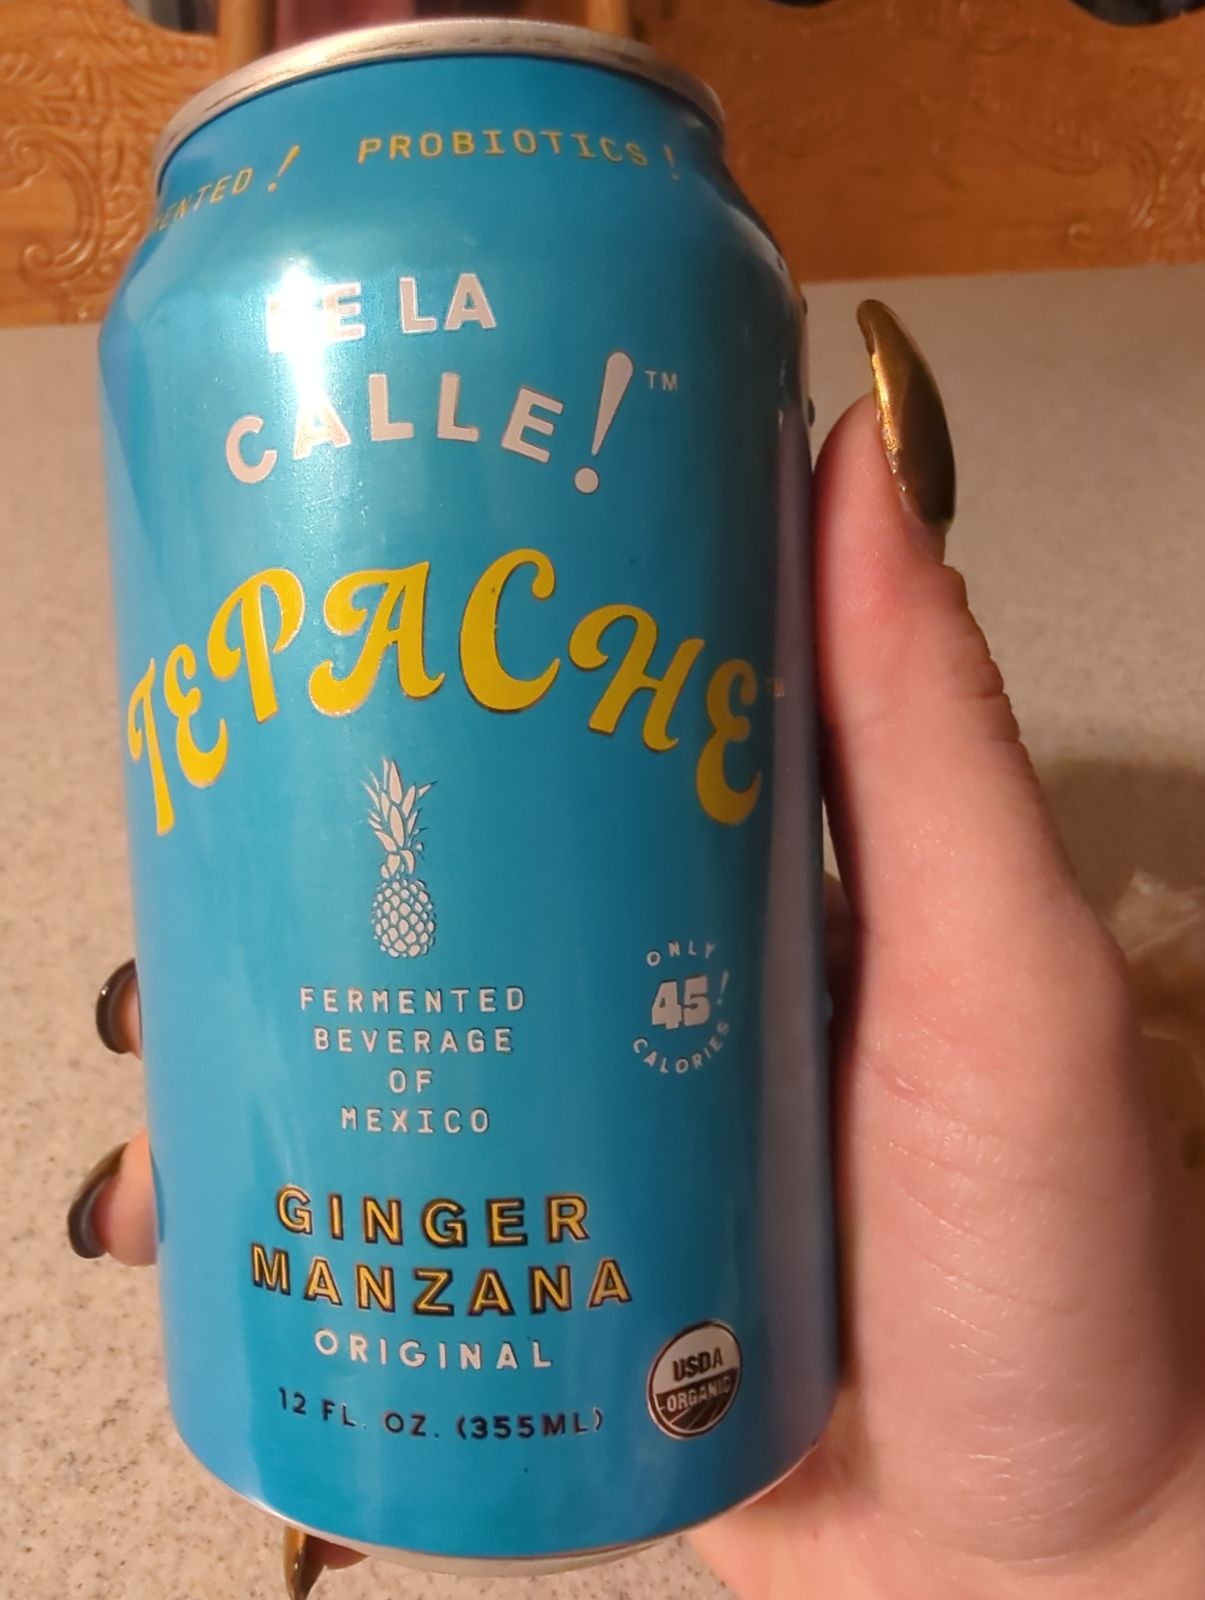 PROBIOTICS!
DE LA
CALLE!™
TEPACHE™
FERMENTED
BEVERAGE
OF
MEXICO
ONLY
45!
CALORIES
GINGER
MANZANA
ORIGINAL
12 FL. OZ. (355ML)
USDA
ORGANIC